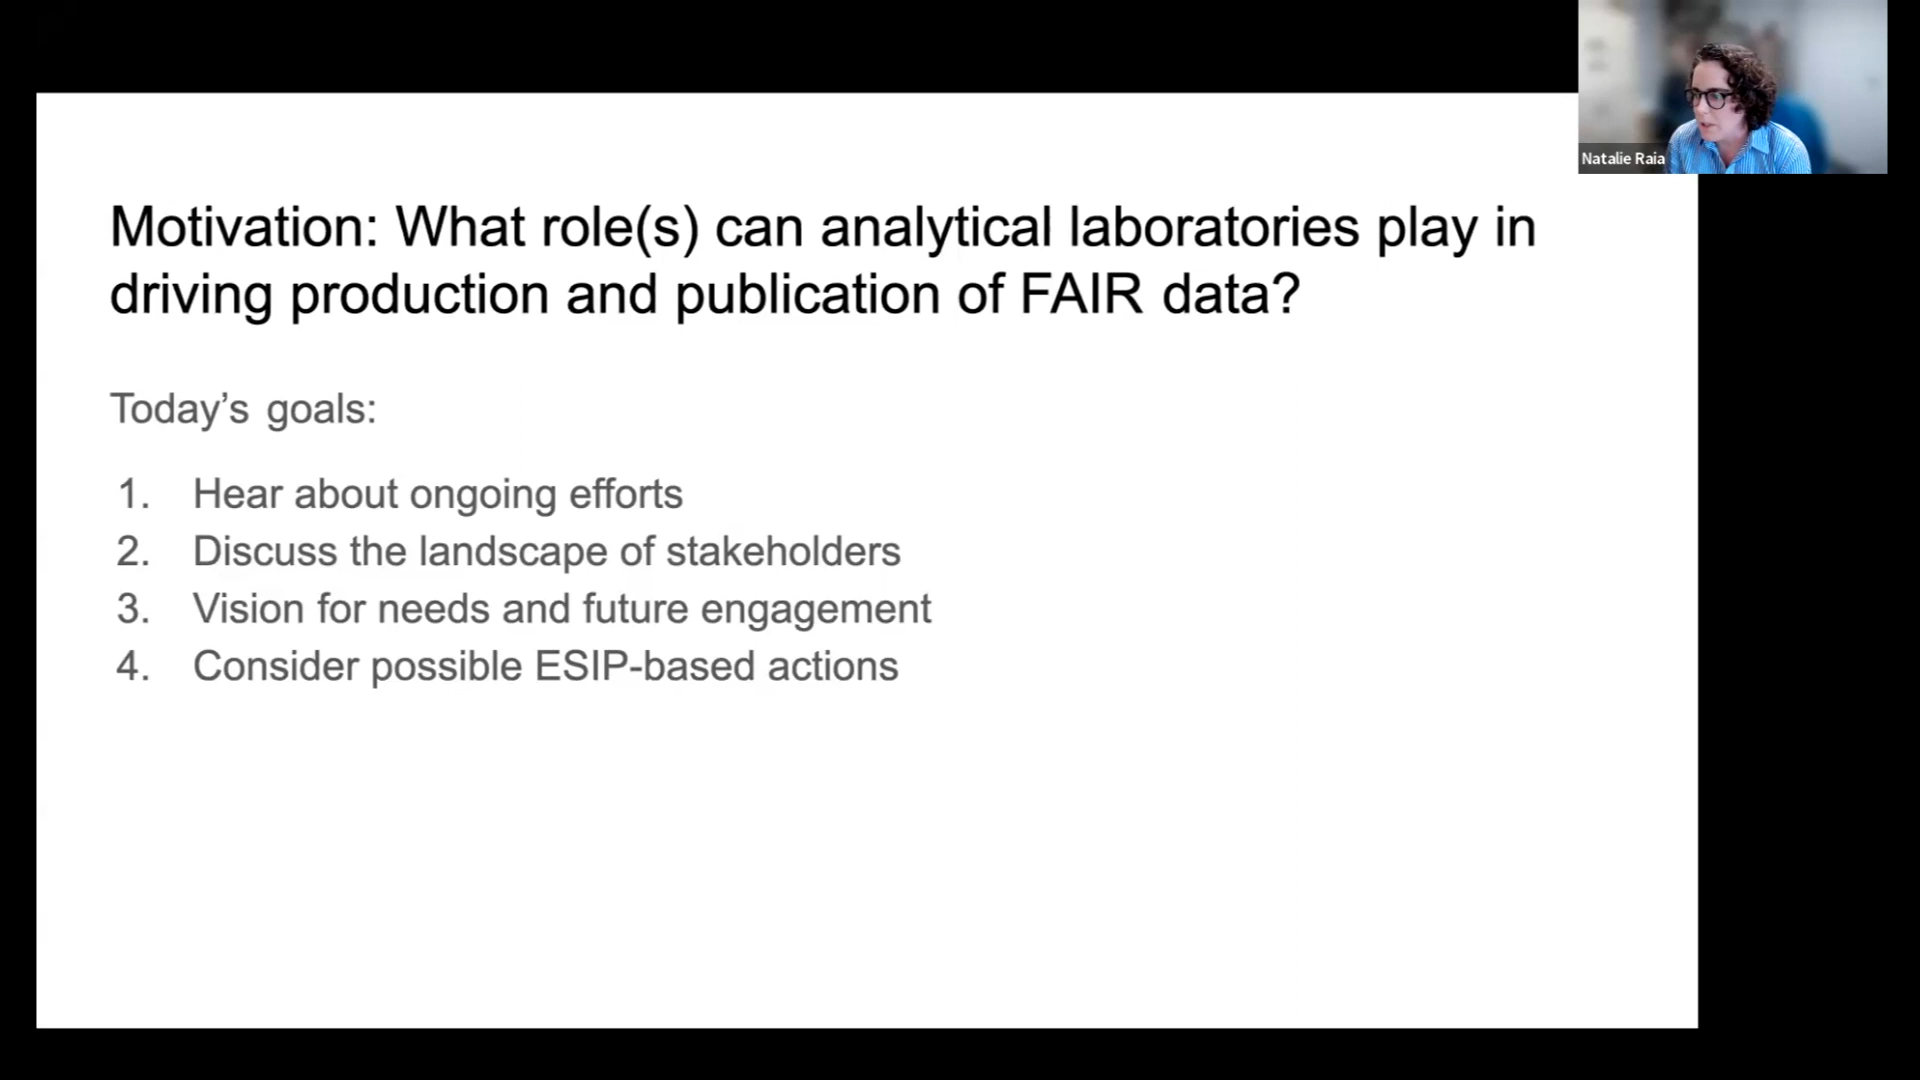 Natalie Raia
Motivation: What role(s) can analytical laboratories play in
driving production and publication of FAIR data?
Today’s goals:
1. Hear about ongoing efforts
2. Discuss the landscape of stakeholders
3. Vision for needs and future engagement
4. Consider possible ESIP-based actions